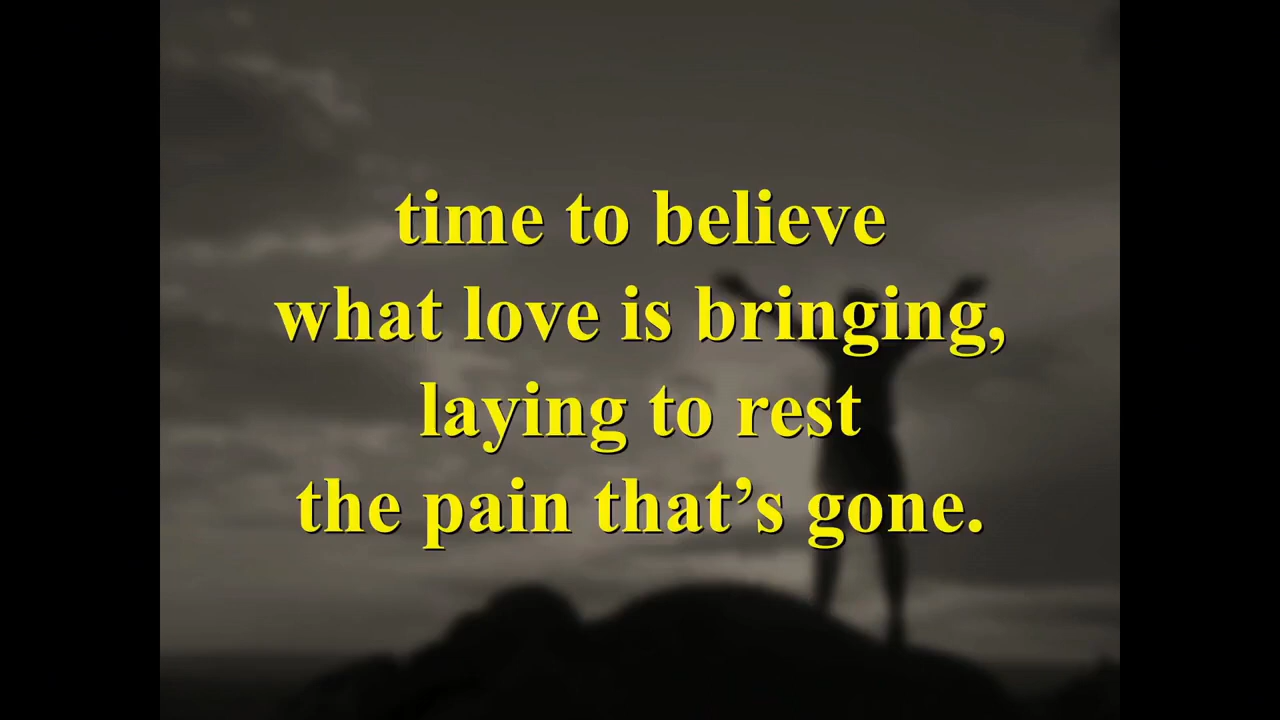 time to believe
what love is bringing,
laying to rest
the pain that’s gone.